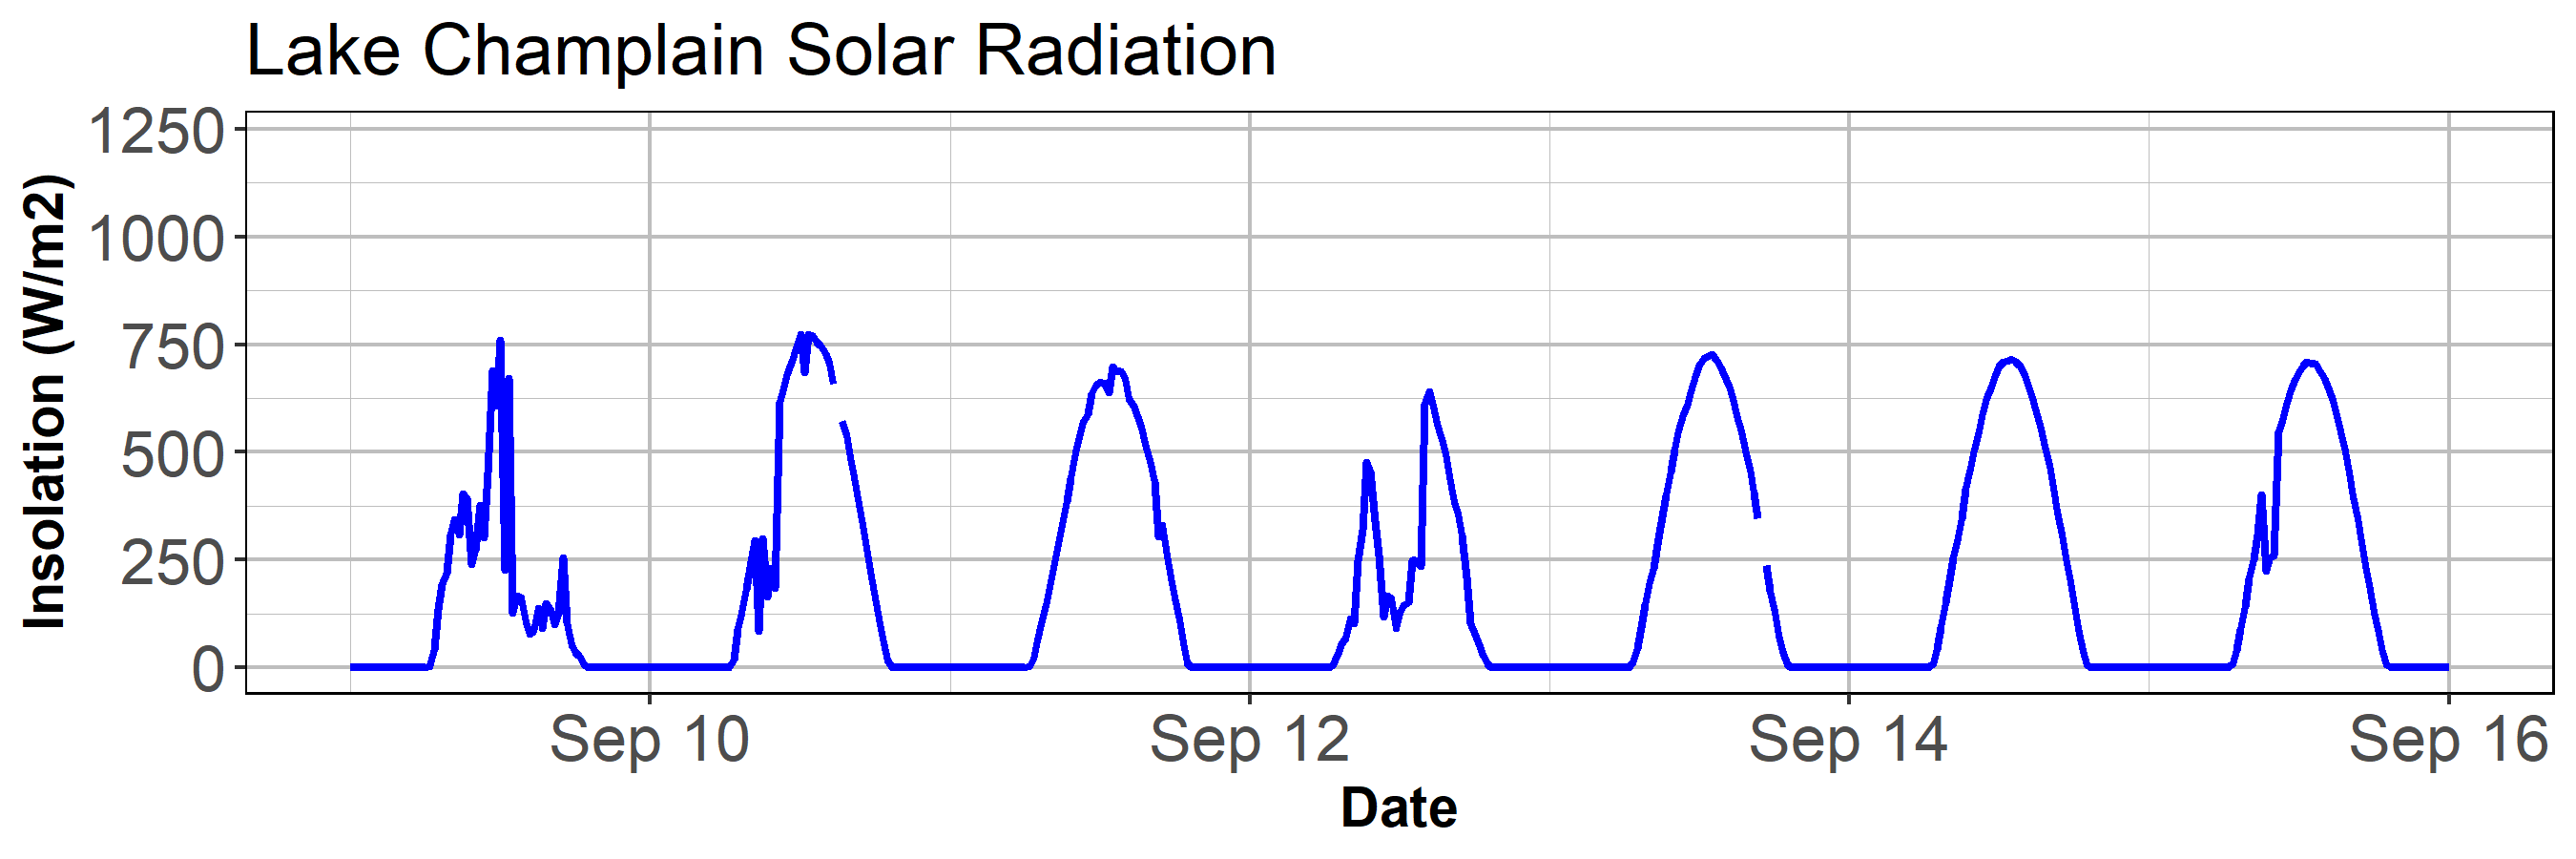 Lake Champlain Solar Radiation
Insolation (W/m2)
1250
1000
750
500
250
0
Sep 10 Sep 12 Sep 14 Sep 16
Date